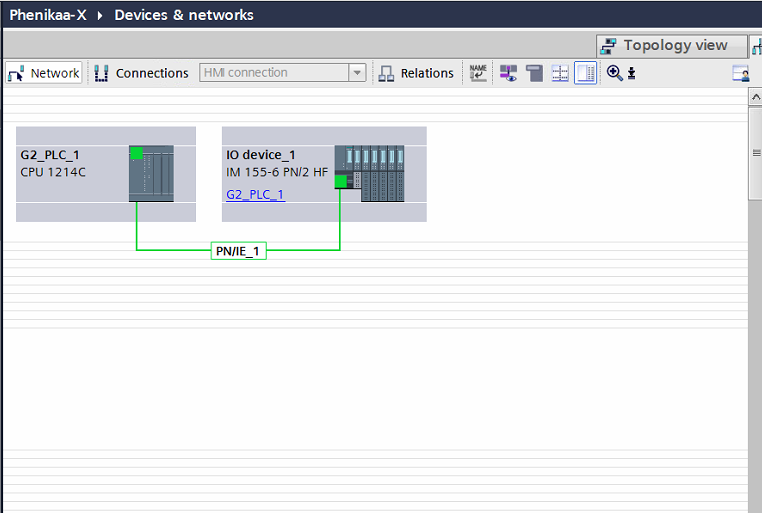 Phenikaa-X ▸ Devices & networks
Topology view
Network Connections HMI connection Relations NAME
G2_PLC_1
CPU 1214C
IO device_1
IM 155-6 PN/2 HF
G2_PLC_1
PN/IE_1